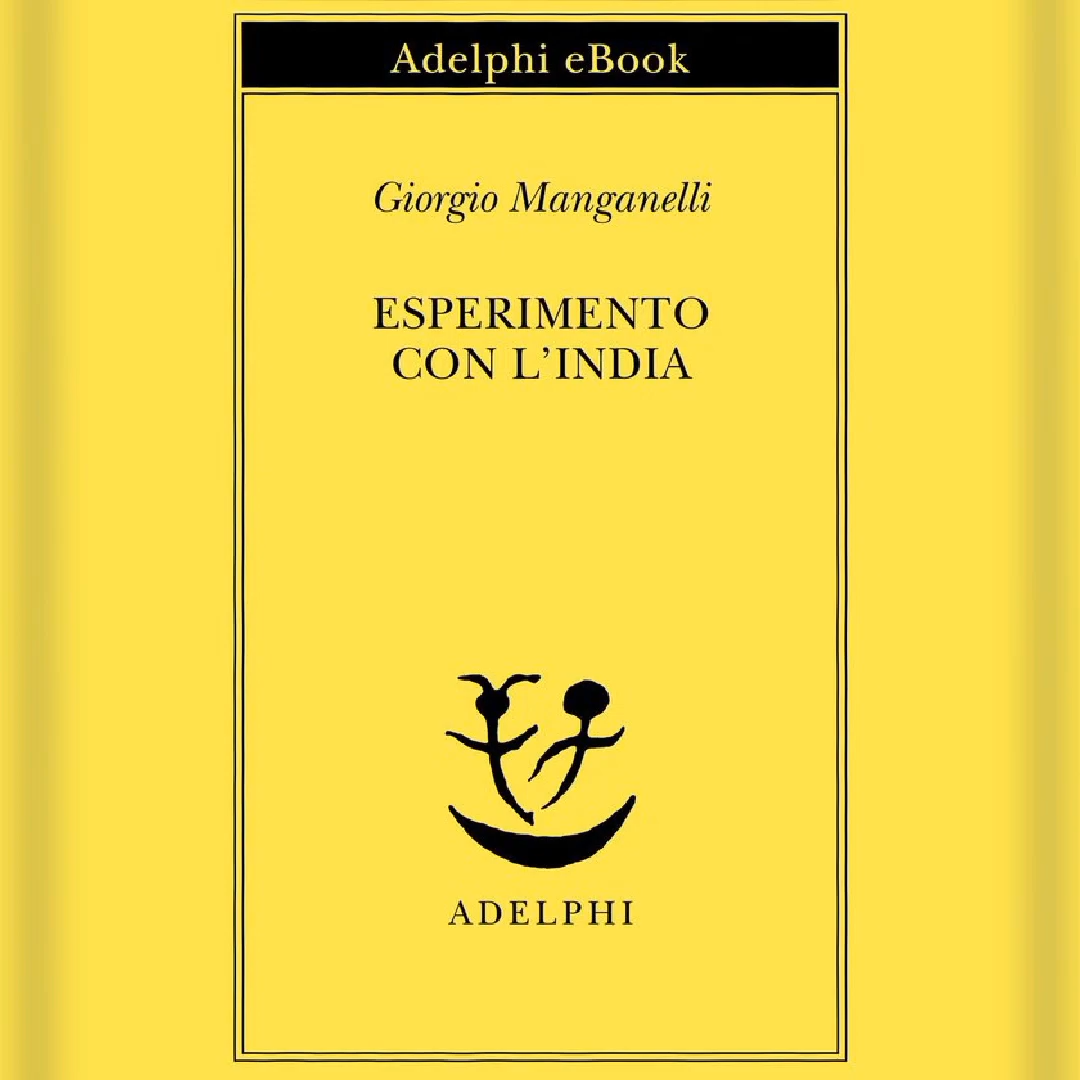 Adelphi eBook
Giorgio Manganelli
ESPERIMENTO
CON L’INDIA
ADELPHI